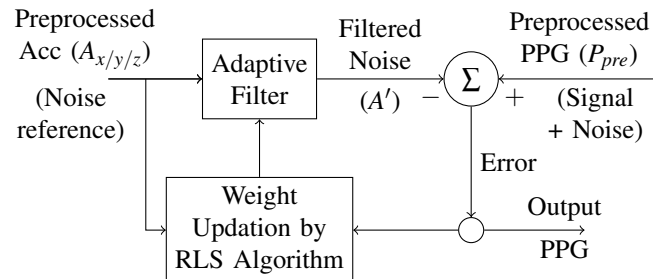 Preprocessed
Acc (A_{x/y/z})
(Noise
reference)
Adaptive
Filter
Filtered
Noise
(A′)
−
Σ
+
Preprocessed
PPG (P_{pre})
(Signal
+ Noise)
Error
Weight
Updation by
RLS Algorithm
Output
PPG